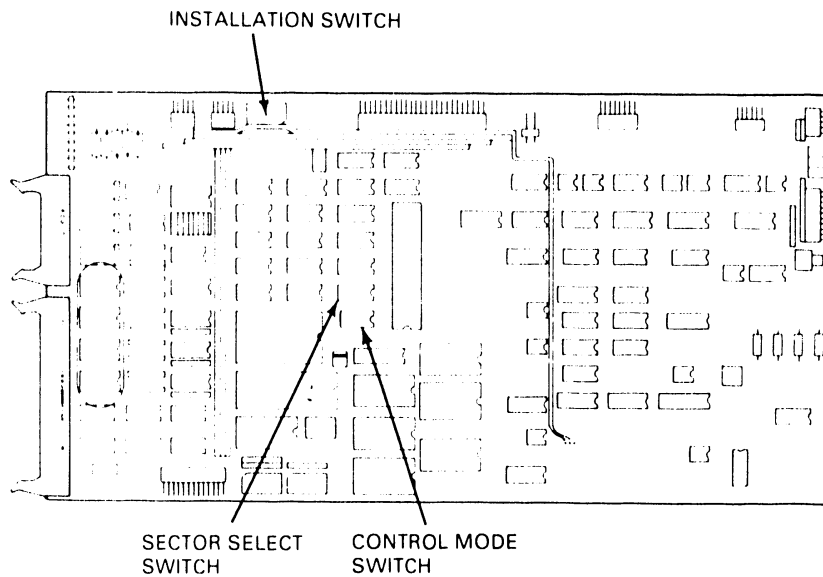 INSTALLATION SWITCH
SECTOR SELECT
SWITCH
CONTROL MODE
SWITCH